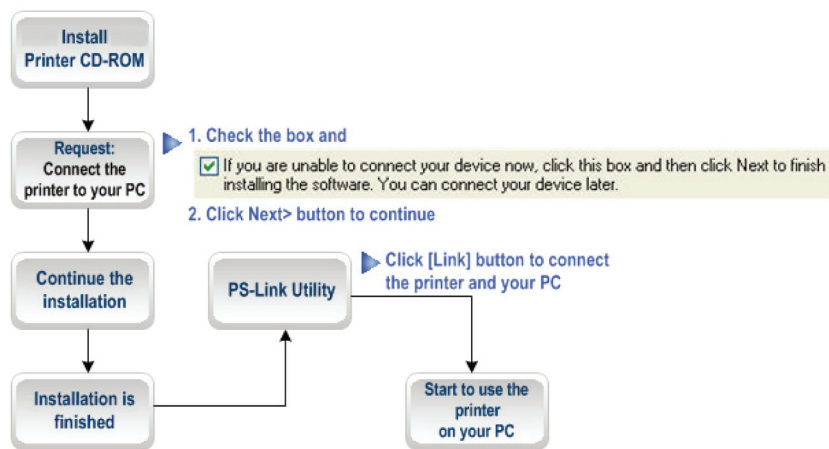 Install
Printer CD-ROM
Request:
Connect the
printer to your PC
1. Check the box and
If you are unable to connect your device now, click this box and then click Next to finish
installing the software. You can connect your device later.
2. Click Next> button to continue
Continue the
installation
PS-Link Utility
Click [Link] button to connect
the printer and your PC
Installation is
finished
Start to use the
printer
on your PC